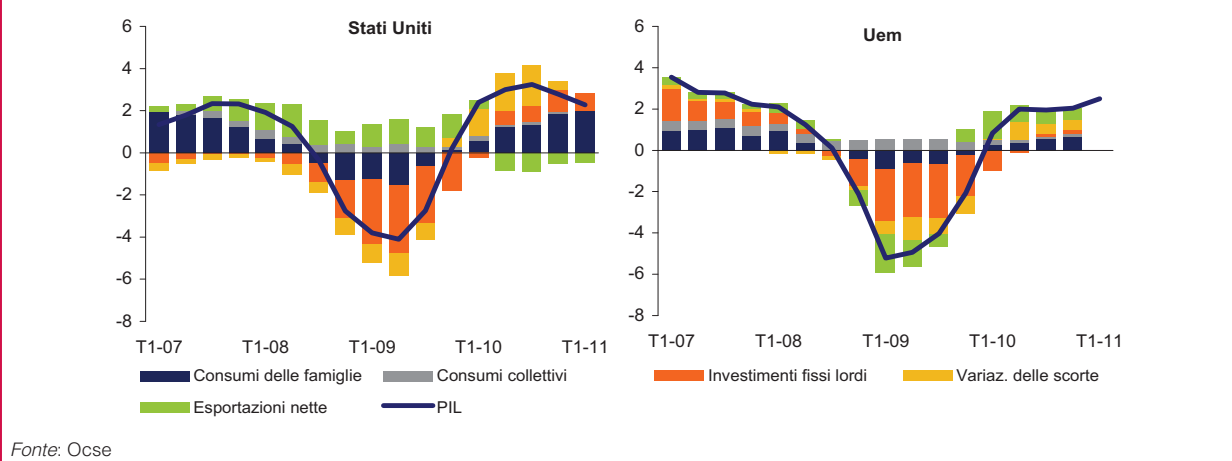 Stati Uniti
6
4
2
0
-2
-4
-6
-8
T1-07 T1-08 T1-09 T1-10 T1-11
Uem
6
4
2
0
-2
-4
-6
-8
T1-07 T1-08 T1-09 T1-10 T1-11
Consumi delle famiglie Consumi collettivi Investimenti fissi lordi Variaz. delle scorte
Esportazioni nette PIL
Fonte: Ocse